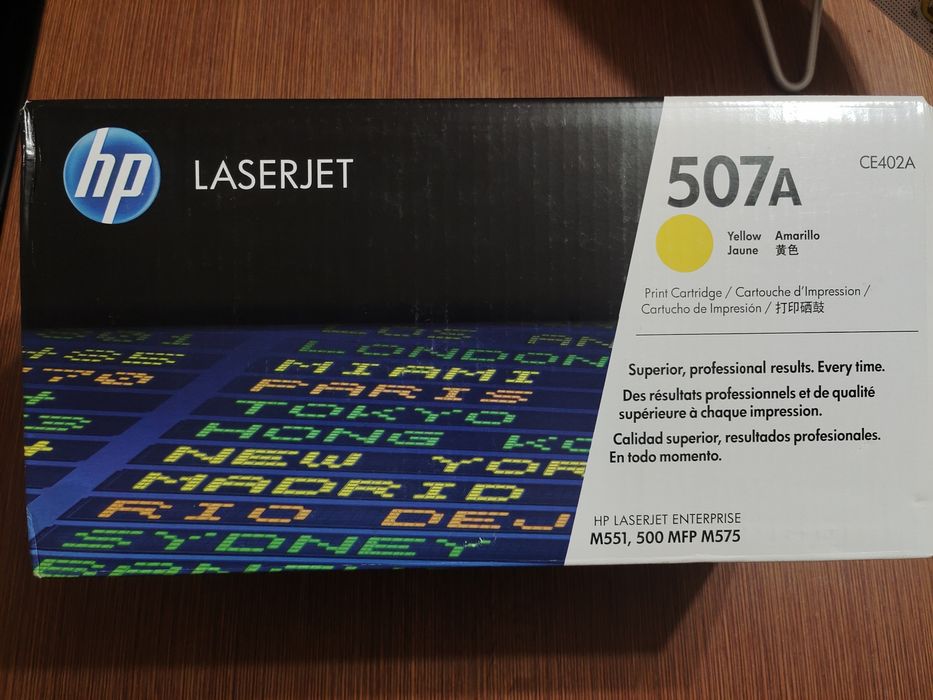 hp
LASERJET
507A
CE402A
Yellow Amarillo
Jaune 黄色
Print Cartridge / Cartouche d'Impression /
Cartucho de Impresión / 打印硒鼓
Superior, professional results. Every time.
Des résultats professionnels et de qualité
supérieure à chaque impression.
Calidad superior, resultados profesionales.
En todo momento.
HP LASERJET ENTERPRISE
M551, 500 MFP M575
LONDON
MIAMI
PARIS
TOKYO
HONG KO
NEW YOR
MADRID
RIO DEJ
SYDNEY